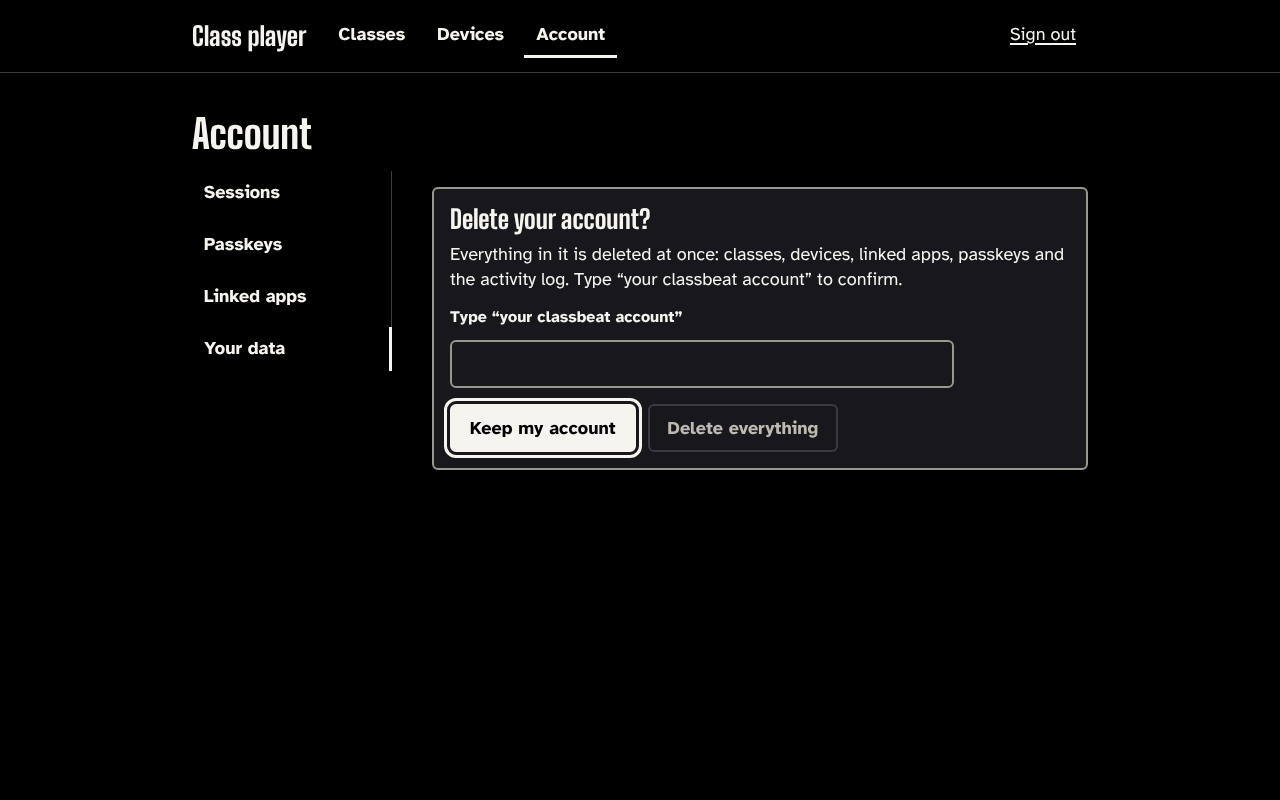 Class player
Classes
Devices
Account
Sign out
Account
Sessions
Passkeys
Linked apps
Your data
Delete your account?
Everything in it is deleted at once: classes, devices, linked apps, passkeys and
the activity log. Type “your classbeat account” to confirm.
Type “your classbeat account”
Keep my account
Delete everything